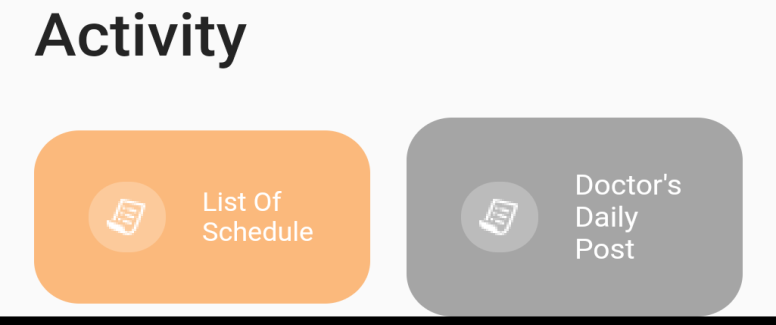 Activity
List Of
Schedule
Doctor's
Daily
Post